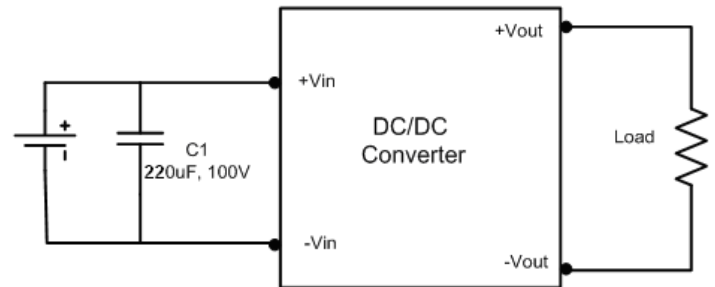 +Vout
+Vin
+
DC/DC
Converter
Load
C1
220uF, 100V
-Vin
-Vout